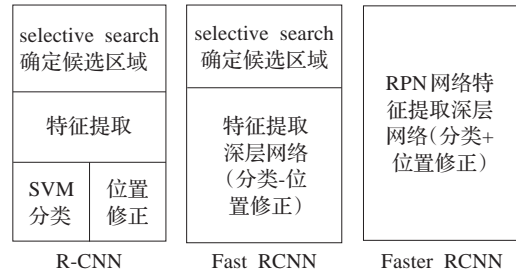 selective search
确定候选区域
特征提取
SVM
分类
位置
修正
R-CNN
selective search
确定候选区域
特征提取
深层网络
(分类-位
置修正)
Fast RCNN
RPN网络特
征提取深层
网络(分类+
位置修正)
Faster RCNN